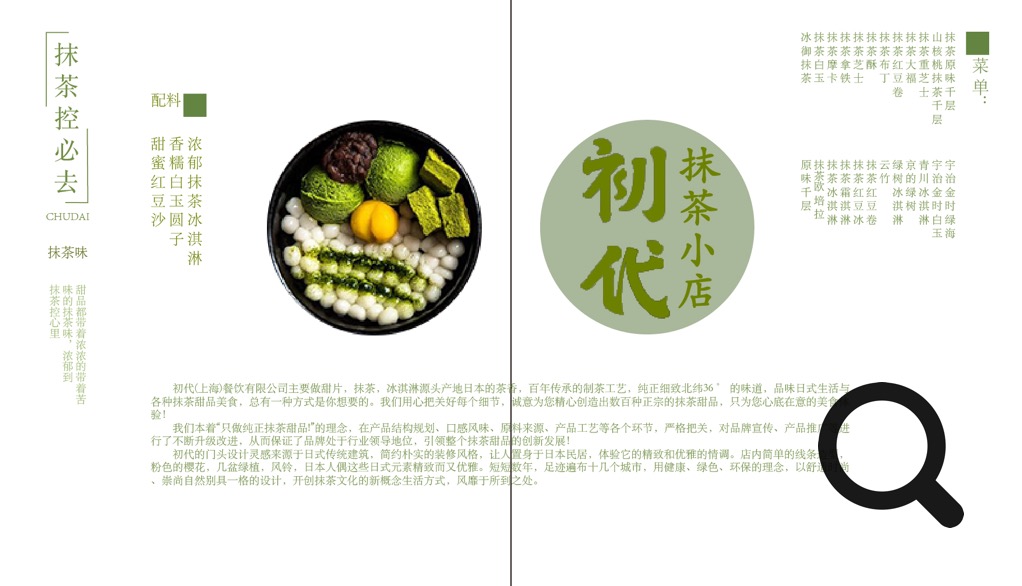 抹茶控必去
CHUDAI
抹茶味
甜品都带着浓浓的带着苦
味的抹茶味，浓郁到
抹茶控心里
配料
浓郁抹茶冰淇淋
香糯白玉圆子
甜蜜红豆沙
初代
抹茶小店
菜单：
抹茶原味千层
山核桃抹茶千层
抹茶重芝士
抹茶大福
抹茶红豆卷
抹茶布丁
抹茶酥
抹茶芝士
抹茶拿铁
抹茶摩卡
抹茶白玉
冰御抹茶
宇治金时绿海
宇治金时白玉
青川冰淇淋
京的绿树
绿树冰淇淋
云竹
抹茶红豆卷
抹茶红豆冰
抹茶霜淇淋
抹茶冰淇淋
抹茶欧培拉
原味千层
初代(上海)餐饮有限公司主要做甜片，抹茶，冰淇淋源头产地日本的茶香，百年传承的制茶工艺，纯正细致北纬36゜ 的味道，品味日式生活与
各种抹茶甜品美食，总有一种方式是你想要的。我们用心把关好每个细节，诚意为您精心创造出数百种正宗的抹茶甜品，只为您心底在意的美食
验！
我们本着“只做纯正抹茶甜品!”的理念，在产品结构规划、口感风味、原料来源、产品工艺等各个环节，严格把关，对品牌宣传、产品推 进
行了不断升级改进，从而保证了品牌处于行业领导地位，引领整个抹茶甜品的创新发展!
初代的门头设计灵感来源于日式传统建筑，简约朴实的装修风格，让人置身于日本民居，体验它的精致和优雅的情调。店内简单的线条
粉色的樱花，几盆绿植，风铃，日本人偶这些日式元素精致而又优雅。短短数年，足迹遍布十几个城市，用健康、绿色、环保的理念，以舒适 尚
、崇尚自然别具一格的设计，开创抹茶文化的新概念生活方式，风靡于所到之处。